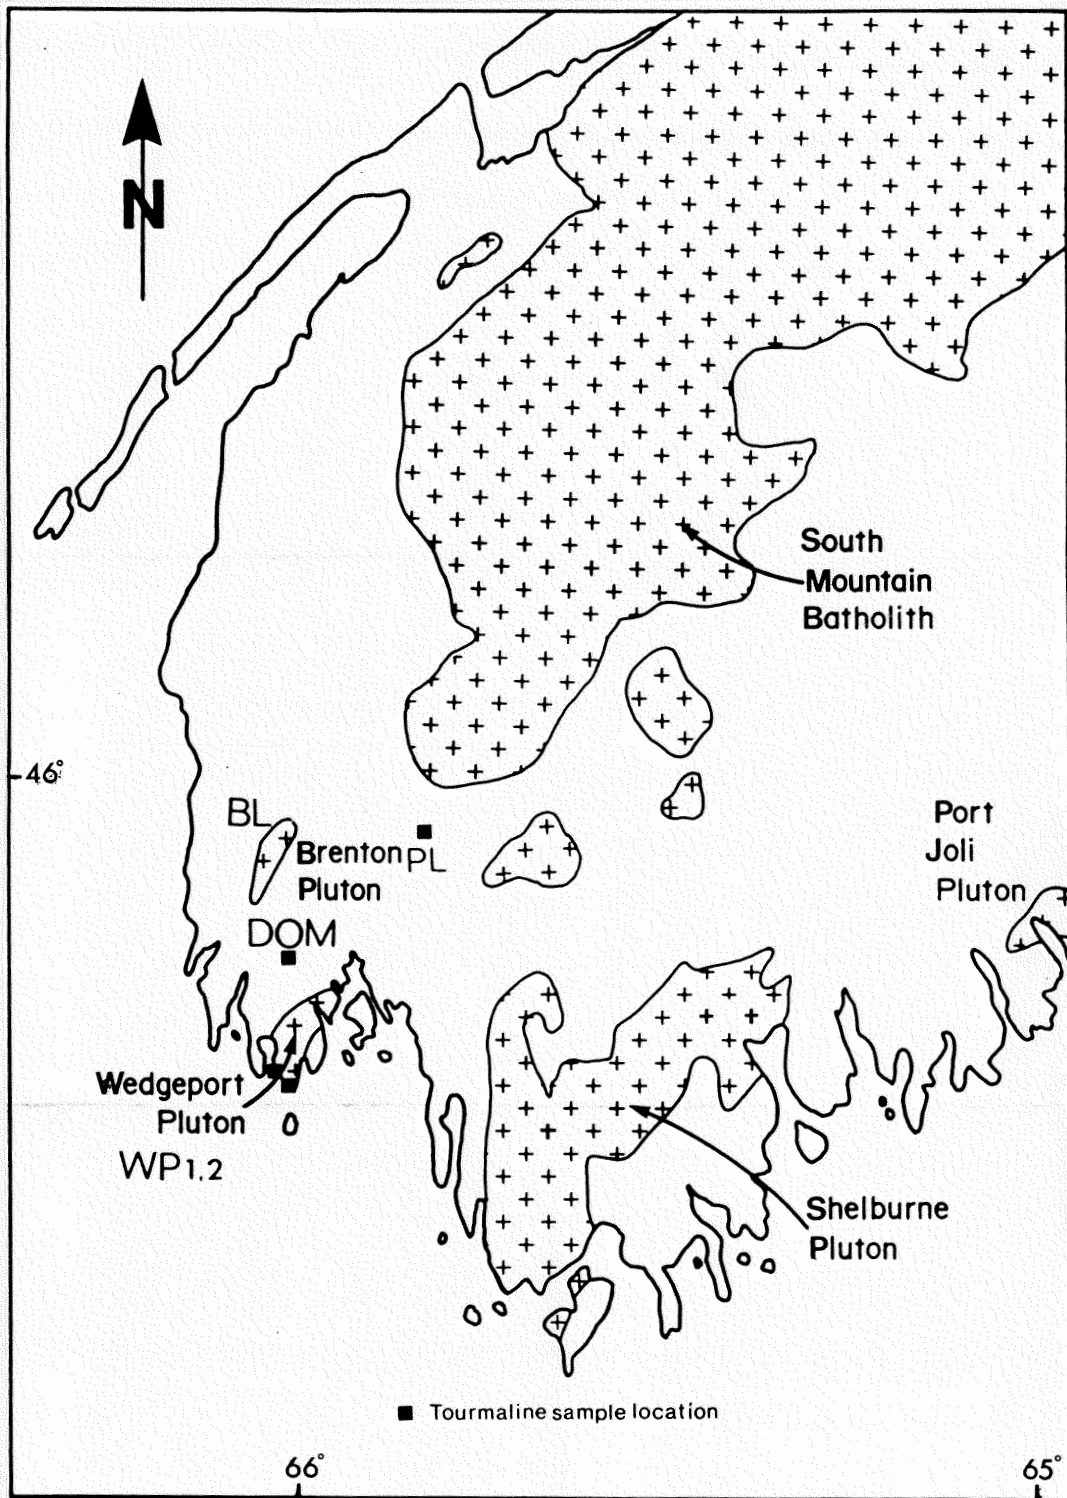 N
South
Mountain
Batholith
46°
BL
Brenton
Pluton
PL
Port
Joli
Pluton
DOM
Wedgeport
Pluton
WP1,2
Shelburne
Pluton
Tourmaline sample location
66°
65°